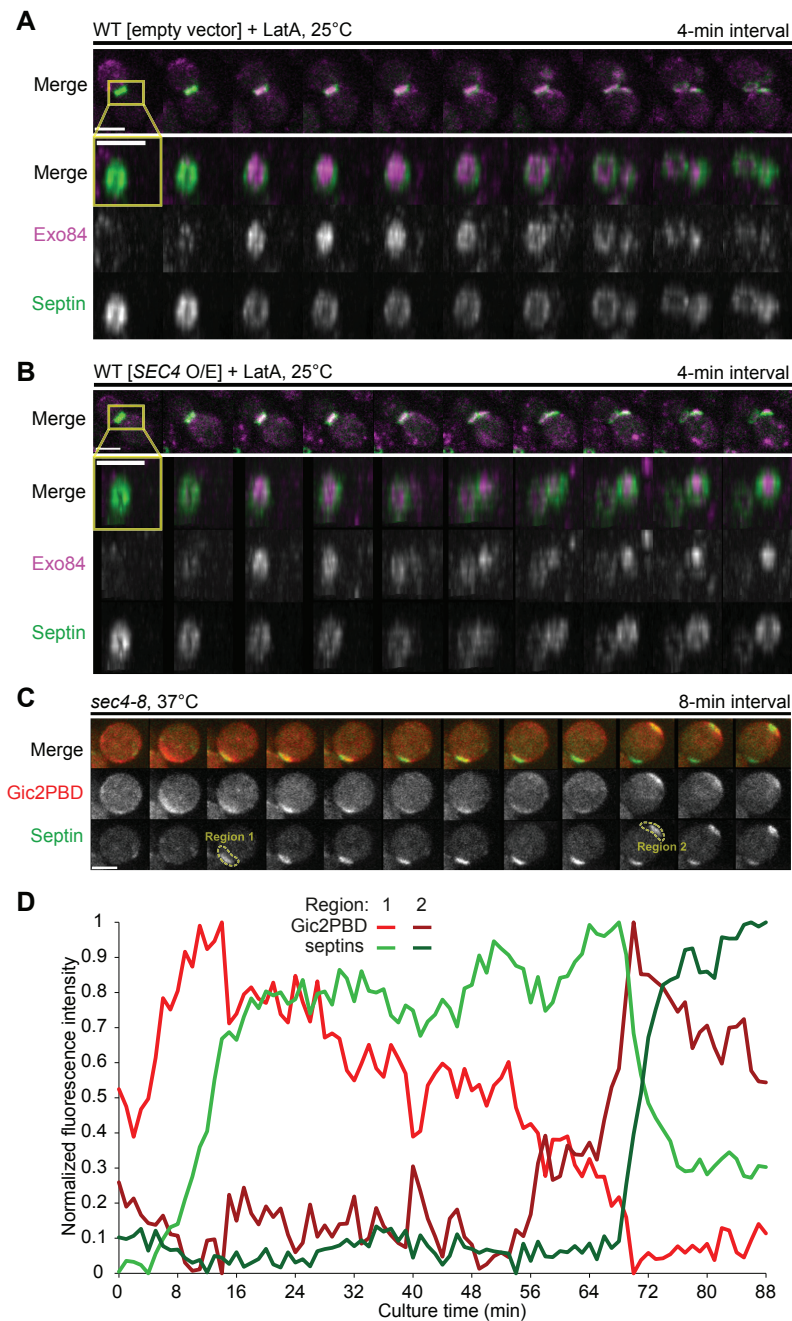 A
WT [empty vector] + LatA, 25°C 4-min interval
Merge
Merge
Exo84
Septin
B
WT [SEC4 O/E] + LatA, 25°C 4-min interval
Merge
Merge
Exo84
Septin
C
sec4-8, 37°C 8-min interval
Merge
Gic2PBD
Septin
Region 1
Region 2
D
Region: 1 2
Gic2PBD
septins
Normalized fluorescence intensity
1
0.9
0.8
0.7
0.6
0.5
0.4
0.3
0.2
0.1
0
0 8 16 24 32 40 48 56 64 72 80 88
Culture time (min)